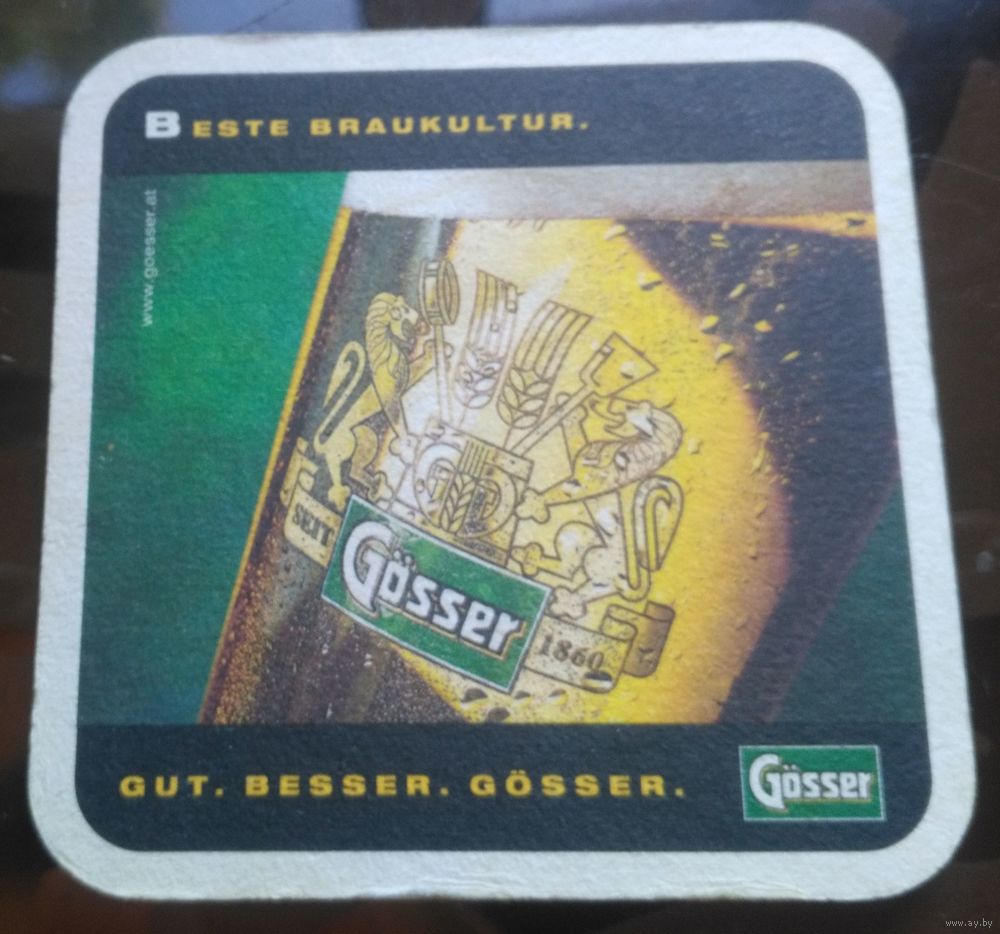 BESTE BRAUKULTUR.
www.goesser.at
SEIT
Gösser
1860
GUT. BESSER. GÖSSER.
Gösser
www.ay.by